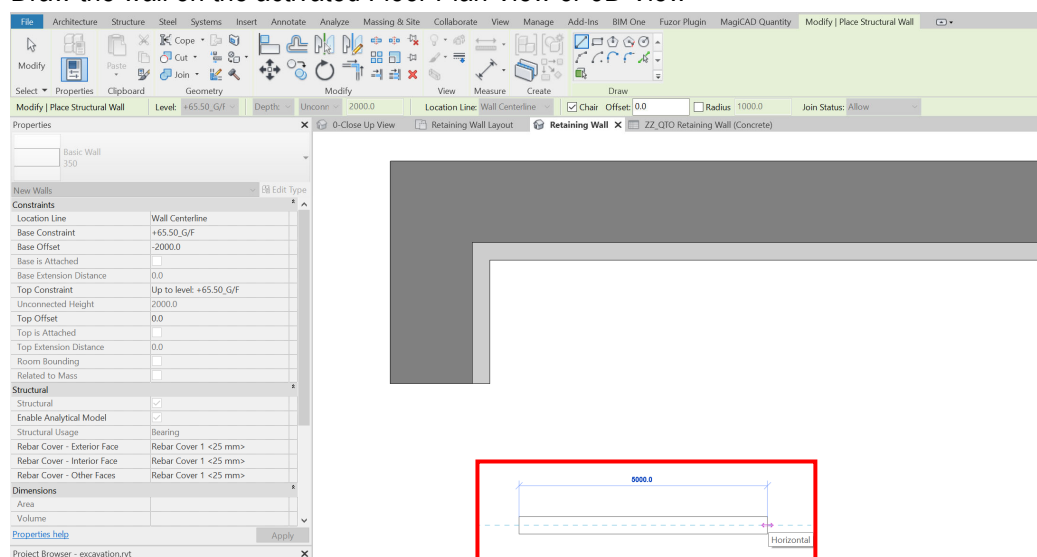 Draw the wall on the activated Floor Plan View or 3D View
File Architecture Structure Steel Systems Insert Annotate Analyze Massing & Site Collaborate View Manage Add-Ins BIM One Fuzor Plugin MagiCAD Quantity Modify | Place Structural Wall
Cope
Cut
Modify Paste
Join
Select Properties Clipboard Geometry Modify View Measure Create Draw
Modify | Place Structural Wall Level: +65.50_G/F Depth: Unconn 2000.0 Location Line: Wall Centerline Chain Offset: 0.0 Radius 1000.0 Join Status: Allow
Properties 0-Close Up View Retaining Wall Layout Retaining Wall ZZ_QTO Retaining Wall (Concrete)
Basic Wall
350
New Walls Edit Type
Constraints
Location Line Wall Centerline
Base Constraint +65.50_G/F
Base Offset -2000.0
Base is Attached
Base Extension Distance 0.0
Top Constraint Up to level: +65.50_G/F
Unconnected Height 2000.0
Top Offset 0.0
Top is Attached
Top Extension Distance 0.0
Room Bounding
Related to Mass
Structural
Structural
Enable Analytical Model
Structural Usage Bearing
Rebar Cover - Exterior Face Rebar Cover 1 <25 mm>
Rebar Cover - Interior Face Rebar Cover 1 <25 mm>
Rebar Cover - Other Faces Rebar Cover 1 <25 mm>
Dimensions
Area
Volume
5000.0
Horizontal
Properties help Apply
Project Browser - excavation.rvt